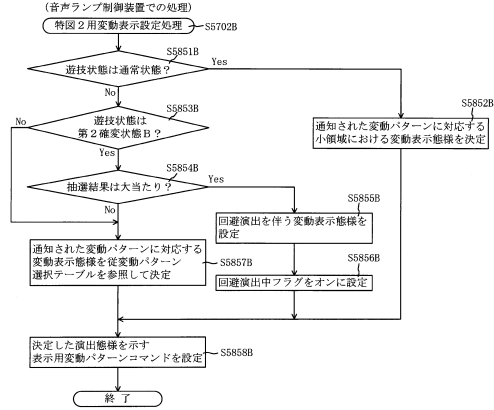 (音声ランプ制御装置での処理)
特図2用変動表示設定処理
S5702B
S5851B
遊技状態は通常状態?
Yes
No
S5852B
通知された変動パターンに対応する
小領域における変動表示態様を決定
S5853B
遊技状態は
第2確変状態B?
No
Yes
S5854B
抽選結果は大当たり?
Yes
No
S5855B
回避演出を伴う変動表示態様を
設定
S5856B
回避演出中フラグをオンに設定
通知された変動パターンに対応する
変動表示態様を従変動パターン
選択テーブルを参照して決定
S5857B
決定した演出態様を示す
表示用変動パターンコマンドを設定
S5858B
終了